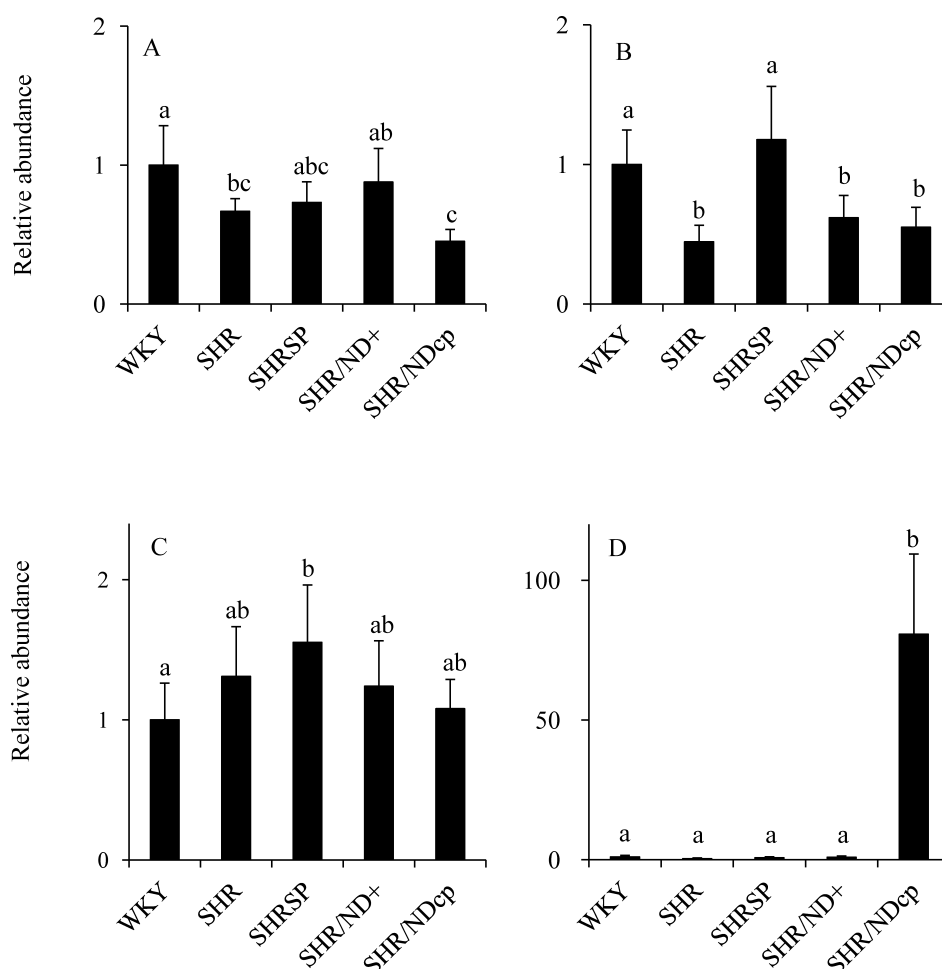 A
Relative abundance
2
1
0
a
bc
abc
ab
c
WKY
SHR
SHRSP
SHR/ND+
SHR/NDcp
B
2
1
0
a
b
a
b
b
WKY
SHR
SHRSP
SHR/ND+
SHR/NDcp
C
Relative abundance
2
1
0
a
ab
b
ab
ab
WKY
SHR
SHRSP
SHR/ND+
SHR/NDcp
D
100
50
0
a
a
a
a
b
WKY
SHR
SHRSP
SHR/ND+
SHR/NDcp